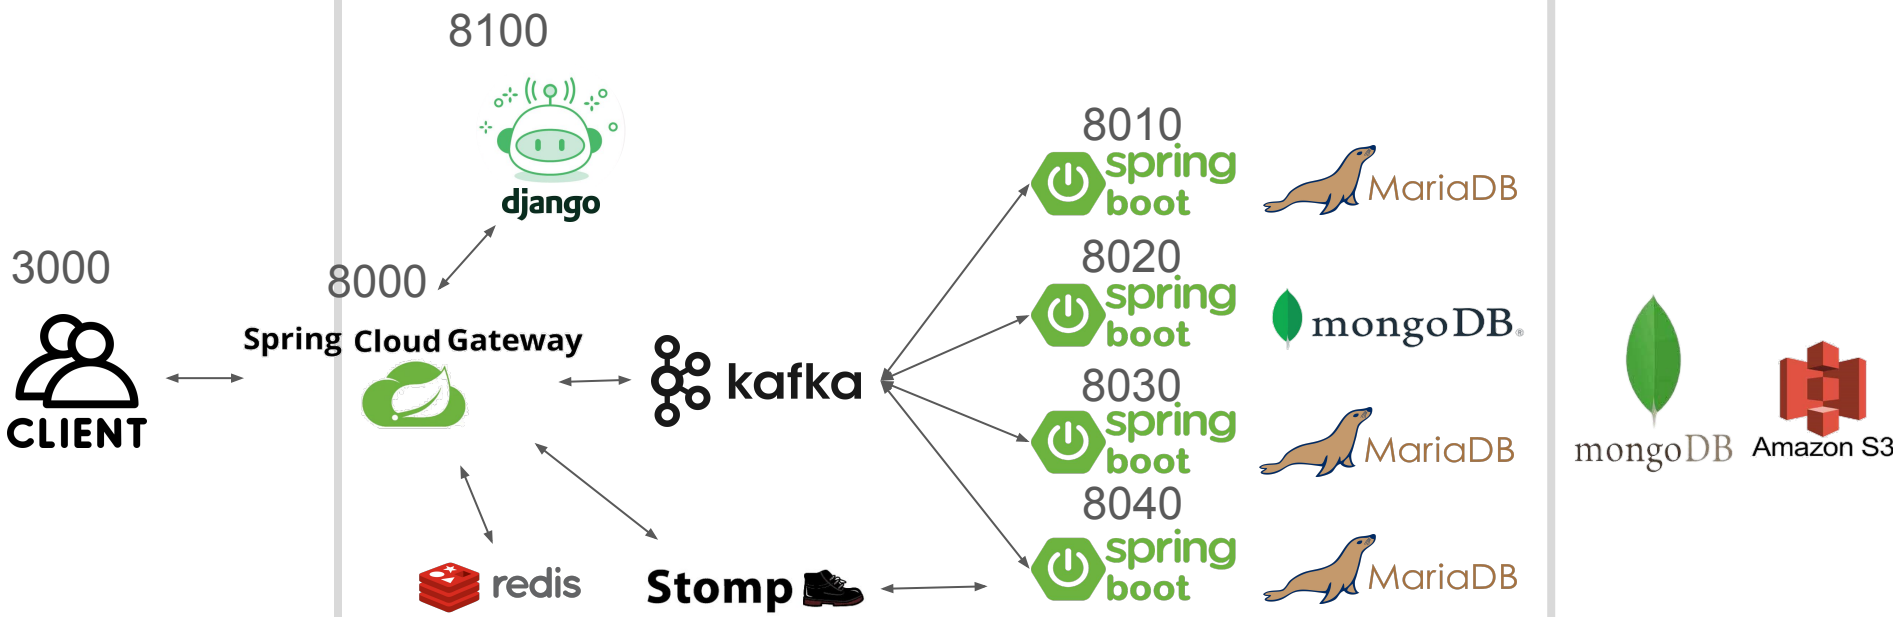 8100
django
3000
CLIENT
8000
Spring Cloud Gateway
kafka
redis
Stomp
8010
spring
boot
MariaDB
8020
spring
boot
mongoDB®
8030
spring
boot
MariaDB
8040
spring
boot
MariaDB
mongoDB
Amazon S3